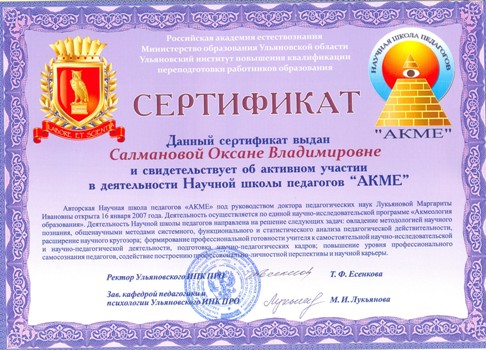 Российская академия естествознания
Министерство образования Ульяновской области
Ульяновский институт повышения квалификации
переподготовки работников образования
LABORE ET SCIENTIA
НАУЧНАЯ ШКОЛА ПЕДАГОГОВ
"АКМЕ"
СЕРТИФИКАТ
Данный сертификат выдан
Салмановой Оксане Владимировне
и свидетельствует об активном участии
в деятельности Научной школы педагогов "АКМЕ"
Авторская Научная школа педагогов «АКМЕ» под руководством доктора педагогических наук Лукьяновой Маргариты
Ивановны открыта 16 января 2007 года. Деятельность осуществляется по единой научно-исследовательской программе «Акмеология
образования». Деятельность Научной школы педагогов направлена на решение следующих задач: овладение методологией научного
познания, общенаучными методами системного, функционального и статистического анализа педагогической действительности,
расширение научного кругозора; формирование профессиональной готовности учителя к самостоятельной научно-исследовательской
и научно-педагогической деятельности, подготовка научно-педагогических кадров; повышение уровня профессионального
самосознания педагогов, содействие построению профессионально-личностной перспективы и научной карьеры.
Ректор Ульяновского ИПК ПРО
Т. Ф. Есенкова
Зав. кафедрой педагогики и
психологии Ульяновского ИПК ПРО
М. И. Лукьянова